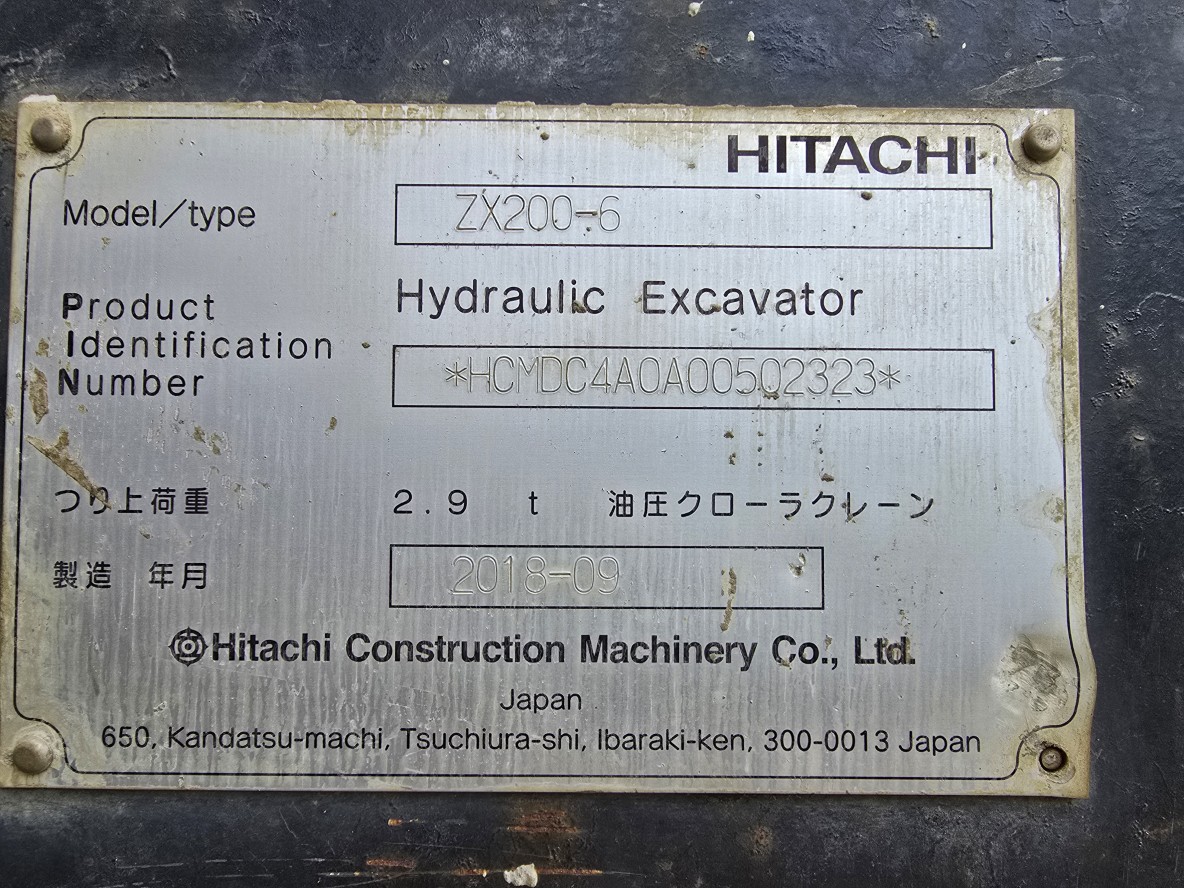 HITACHI
Model/type ZX200-6
Hydraulic Excavator
Product
Identification
Number *HCMDC4A0A00502323*
つり上荷重 2.9 t 油圧クローラクレーン
製造 年月 2018-09
Hitachi Construction Machinery Co., Ltd.
Japan
650, Kandatsu-machi, Tsuchiura-shi, Ibaraki-ken, 300-0013 Japan